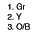 1. Gr
2. Y
3. O/B